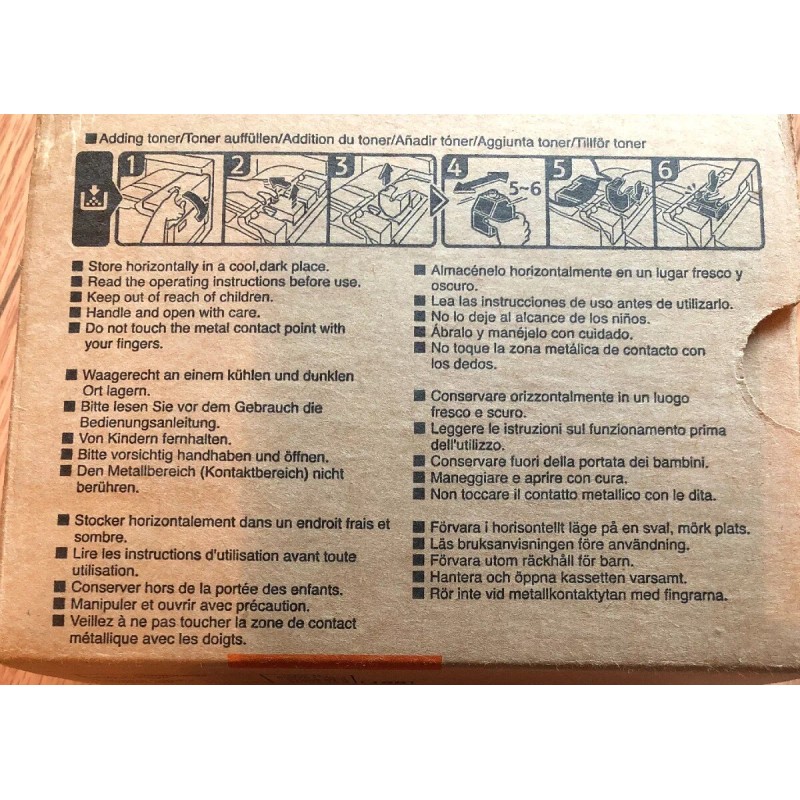 ■ Adding toner/Toner auffüllen/Addition du toner/Añadir tóner/Aggiunta toner/Tillför toner
1 2 3 4 5 6
5~6
■ Store horizontally in a cool,dark place.
■ Read the operating instructions before use.
■ Keep out of reach of children.
■ Handle and open with care.
■ Do not touch the metal contact point with
your fingers.
■ Waagerecht an einem kühlen und dunklen
Ort lagern.
■ Bitte lesen Sie vor dem Gebrauch die
Bedienungsanleitung.
■ Von Kindern fernhalten.
■ Bitte vorsichtig handhaben und öffnen.
■ Den Metallbereich (Kontaktbereich) nicht
berühren.
■ Stocker horizontalement dans un endroit frais et
sombre.
■ Lire les instructions d'utilisation avant toute
utilisation.
■ Conserver hors de la portée des enfants.
■ Manipuler et ouvrir avec précaution.
■ Veillez à ne pas toucher la zone de contact
métallique avec les doigts.
■ Almacénelo horizontalmente en un lugar fresco y
oscuro.
■ Lea las instrucciones de uso antes de utilizarlo.
■ No lo deje al alcance de los niños.
■ Ábralo y manéjelo con cuidado.
■ No toque la zona metálica de contacto con
los dedos.
■ Conservare orizzontalmente in un luogo
fresco e scuro.
■ Leggere le istruzioni sul funzionamento prima
dell'utilizzo.
■ Conservare fuori della portata dei bambini.
■ Maneggiare e aprire con cura.
■ Non toccare il contatto metallico con le dita.
■ Förvara i horisontellt läge på en sval, mörk plats.
■ Läs bruksanvisningen före användning.
■ Förvara utom räckhåll för barn.
■ Hantera och öppna kassetten varsamt.
■ Rör inte vid metallkontaktytan med fingrarna.